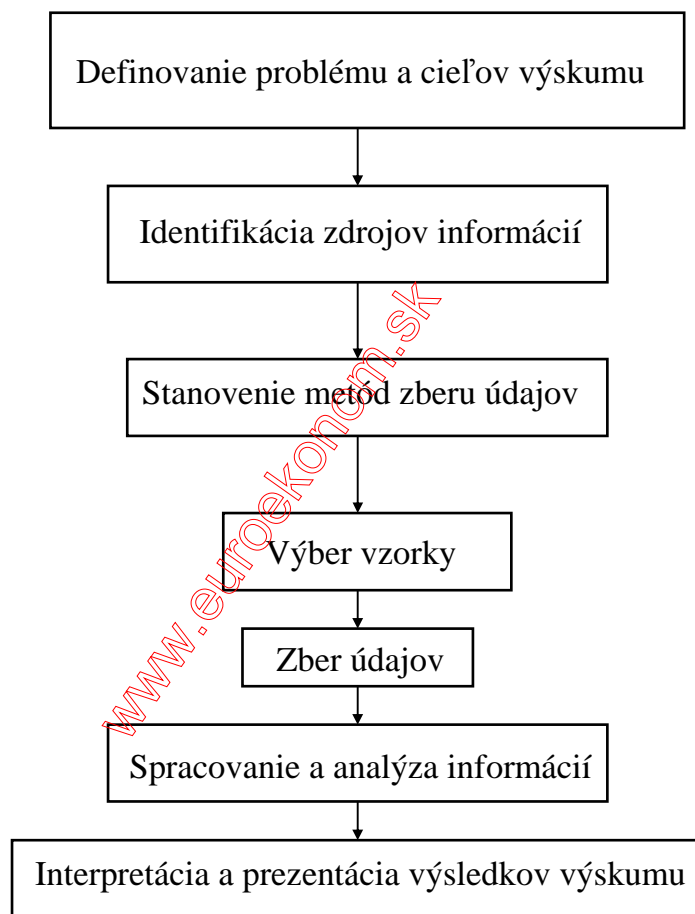 Definovanie problému a cieľov výskumu
Identifikácia zdrojov informácií
Stanovenie metód zberu údajov
Výber vzorky
Zber údajov
Spracovanie a analýza informácií
Interpretácia a prezentácia výsledkov výskumu
www.euroekonom.sk